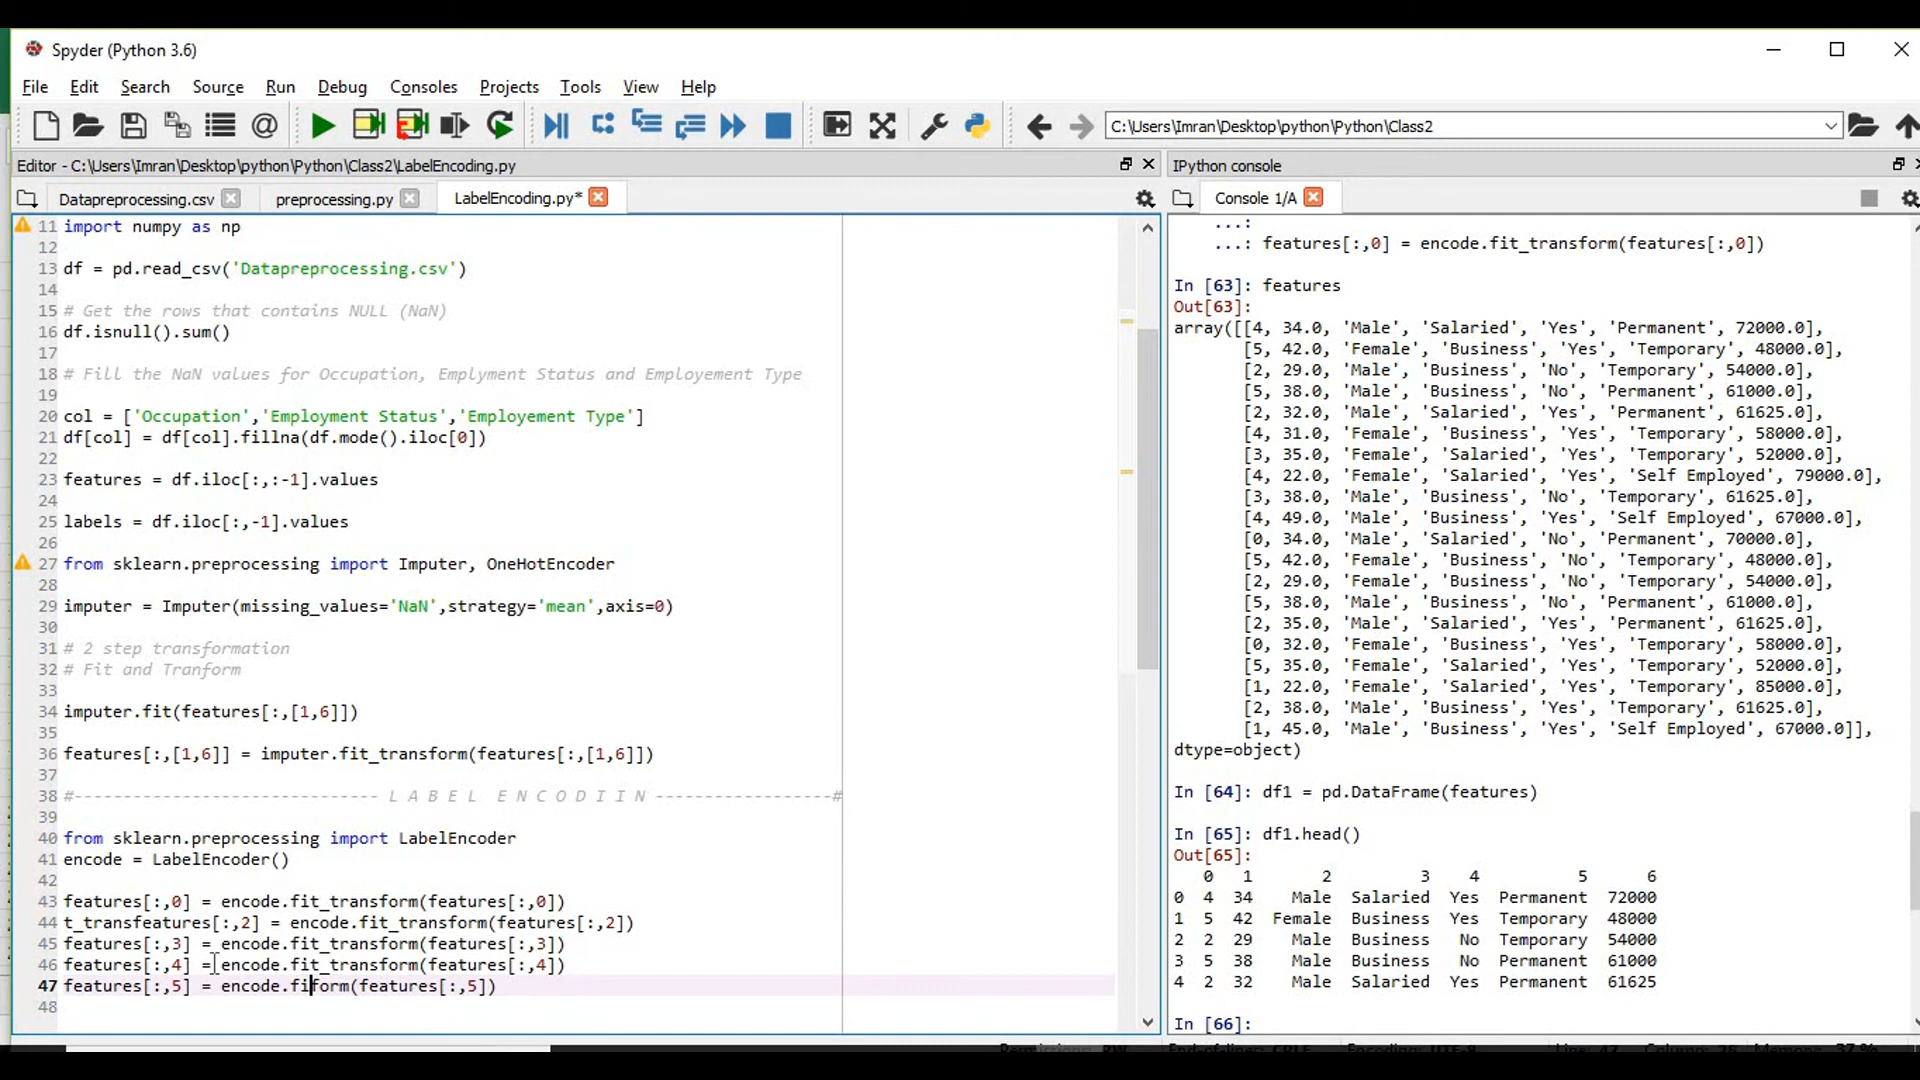 Spyder (Python 3.6)
File Edit Search Source Run Debug Consoles Projects Tools View Help
C:\Users\Imran\Desktop\python\Python\Class2
Editor - C:\Users\Imran\Desktop\python\Python\Class2\LabelEncoding.py
Datapreprocessing.csv preprocessing.py LabelEncoding.py*
11 import numpy as np
12
13 df = pd.read_csv('Datapreprocessing.csv')
14
15 # Get the rows that contains NULL (NaN)
16 df.isnull().sum()
17
18 # Fill the NaN values for Occupation, Emplyment Status and Employement Type
19
20 col = ['Occupation','Employment Status','Employement Type']
21 df[col] = df[col].fillna(df.mode().iloc[0])
22
23 features = df.iloc[:,:-1].values
24
25 labels = df.iloc[:,-1].values
26
27 from sklearn.preprocessing import Imputer, OneHotEncoder
28
29 imputer = Imputer(missing_values='NaN',strategy='mean',axis=0)
30
31 # 2 step transformation
32 # Fit and Tranform
33
34 imputer.fit(features[:,[1,6]])
35
36 features[:,[1,6]] = imputer.fit_transform(features[:,[1,6]])
37
38 #------------------------------- L A B E L  E N C O D I I N ------------------#
39
40 from sklearn.preprocessing import LabelEncoder
41 encode = LabelEncoder()
42
43 features[:,0] = encode.fit_transform(features[:,0])
44 t_transfeatures[:,2] = encode.fit_transform(features[:,2])
45 features[:,3] = encode.fit_transform(features[:,3])
46 features[:,4] = encode.fit_transform(features[:,4])
47 features[:,5] = encode.fiform(features[:,5])
48
IPython console
Console 1/A
...:
...: features[:,0] = encode.fit_transform(features[:,0])
In [63]: features
Out[63]:
array([[4, 34.0, 'Male', 'Salaried', 'Yes', 'Permanent', 72000.0],
[5, 42.0, 'Female', 'Business', 'Yes', 'Temporary', 48000.0],
[2, 29.0, 'Male', 'Business', 'No', 'Temporary', 54000.0],
[5, 38.0, 'Male', 'Business', 'No', 'Permanent', 61000.0],
[2, 32.0, 'Male', 'Salaried', 'Yes', 'Permanent', 61625.0],
[4, 31.0, 'Female', 'Business', 'Yes', 'Temporary', 58000.0],
[3, 35.0, 'Female', 'Salaried', 'Yes', 'Temporary', 52000.0],
[4, 22.0, 'Female', 'Salaried', 'Yes', 'Self Employed', 79000.0],
[3, 38.0, 'Male', 'Business', 'No', 'Temporary', 61625.0],
[4, 49.0, 'Male', 'Business', 'Yes', 'Self Employed', 67000.0],
[0, 34.0, 'Male', 'Salaried', 'No', 'Permanent', 70000.0],
[5, 42.0, 'Female', 'Business', 'No', 'Temporary', 48000.0],
[2, 29.0, 'Male', 'Business', 'No', 'Temporary', 54000.0],
[5, 38.0, 'Male', 'Business', 'No', 'Permanent', 61000.0],
[2, 35.0, 'Male', 'Salaried', 'Yes', 'Permanent', 61625.0],
[0, 32.0, 'Female', 'Business', 'Yes', 'Temporary', 58000.0],
[5, 35.0, 'Female', 'Salaried', 'Yes', 'Temporary', 52000.0],
[1, 22.0, 'Female', 'Salaried', 'Yes', 'Temporary', 85000.0],
[2, 38.0, 'Male', 'Business', 'Yes', 'Temporary', 61625.0],
[1, 45.0, 'Male', 'Business', 'Yes', 'Self Employed', 67000.0]],
dtype=object)
In [64]: df1 = pd.DataFrame(features)
In [65]: df1.head()
Out[65]:
0 1 2 3 4 5 6
0 4 34 Male Salaried Yes Permanent 72000
1 5 42 Female Business Yes Temporary 48000
2 2 29 Male Business No Temporary 54000
3 5 38 Male Business No Permanent 61000
4 2 32 Male Salaried Yes Permanent 61625
In [66]: